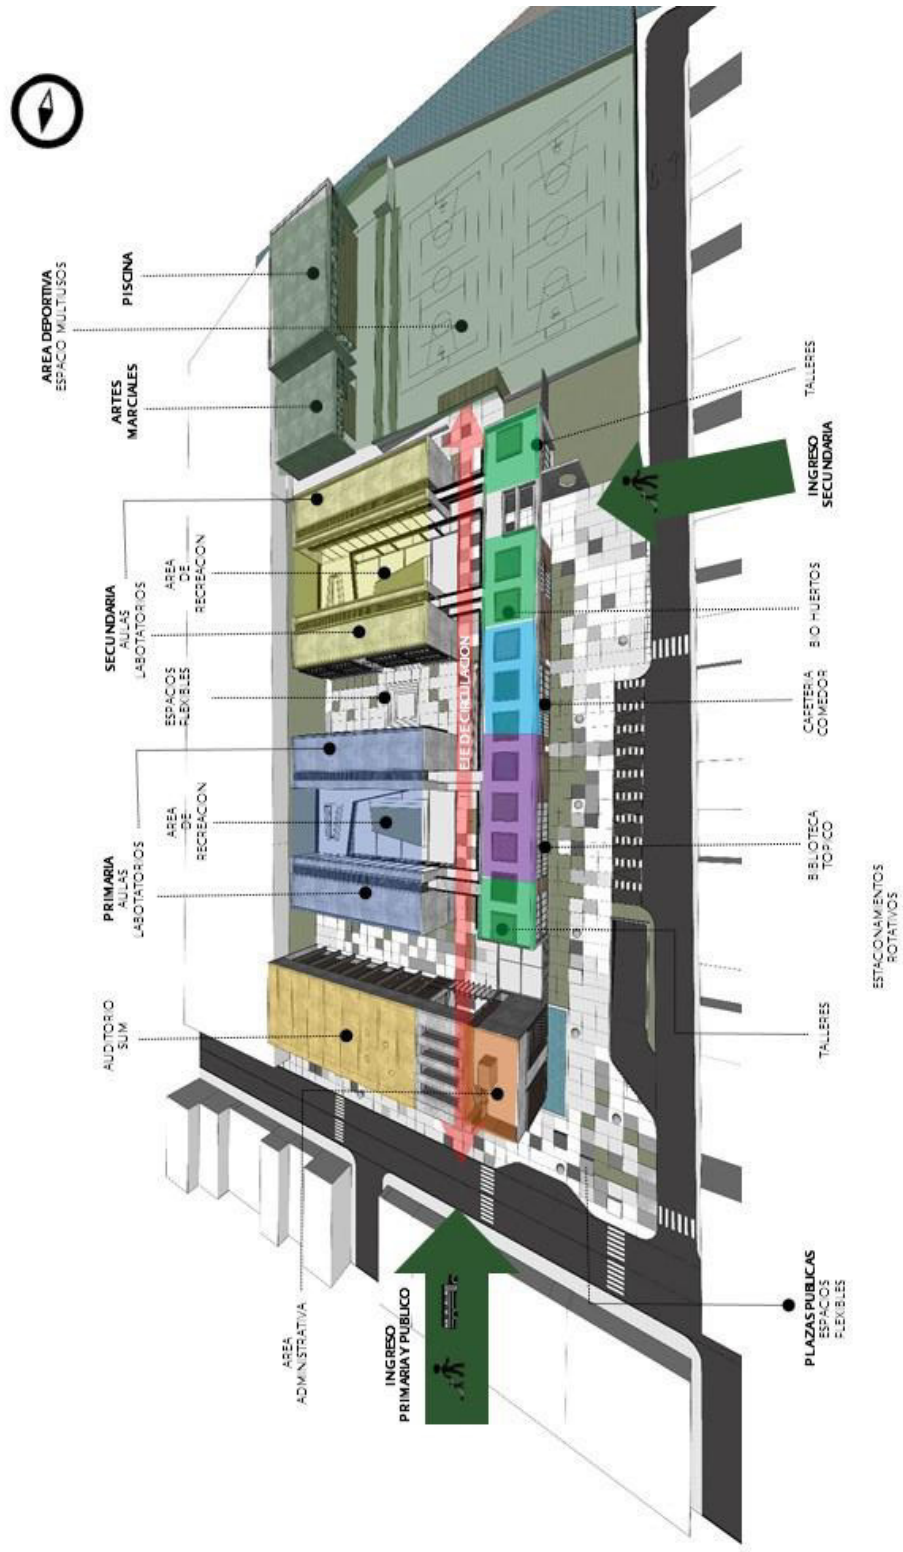 AREA DEPORTIVA
ESPACIO MULTIUSOS
PISCINA
ARTES
MARCIALES
SECUNDARIA
AULAS
LABOTATORIOS
AREA
DE
RECREACION
ESPACIOS
FLEXIBLES
PRIMARIA
AULAS
LABOTATORIOS
AREA
DE
RECREACION
AUDITORIO
SUM
AREA
ADMINISTRATIVA
INGRESO
PRIMARIA Y PUBLICO
EJE DE CIRCULACION
TALLERES
INGRESO
SECUNDARIA
BIO HUERTOS
CAFETERIA
COMEDOR
BIBLIOTECA
TOPICO
ESTACIONAMIENTOS
ROTATIVOS
TALLERES
PLAZAS PUBLICAS
ESPACIOS
FLEXIBLES